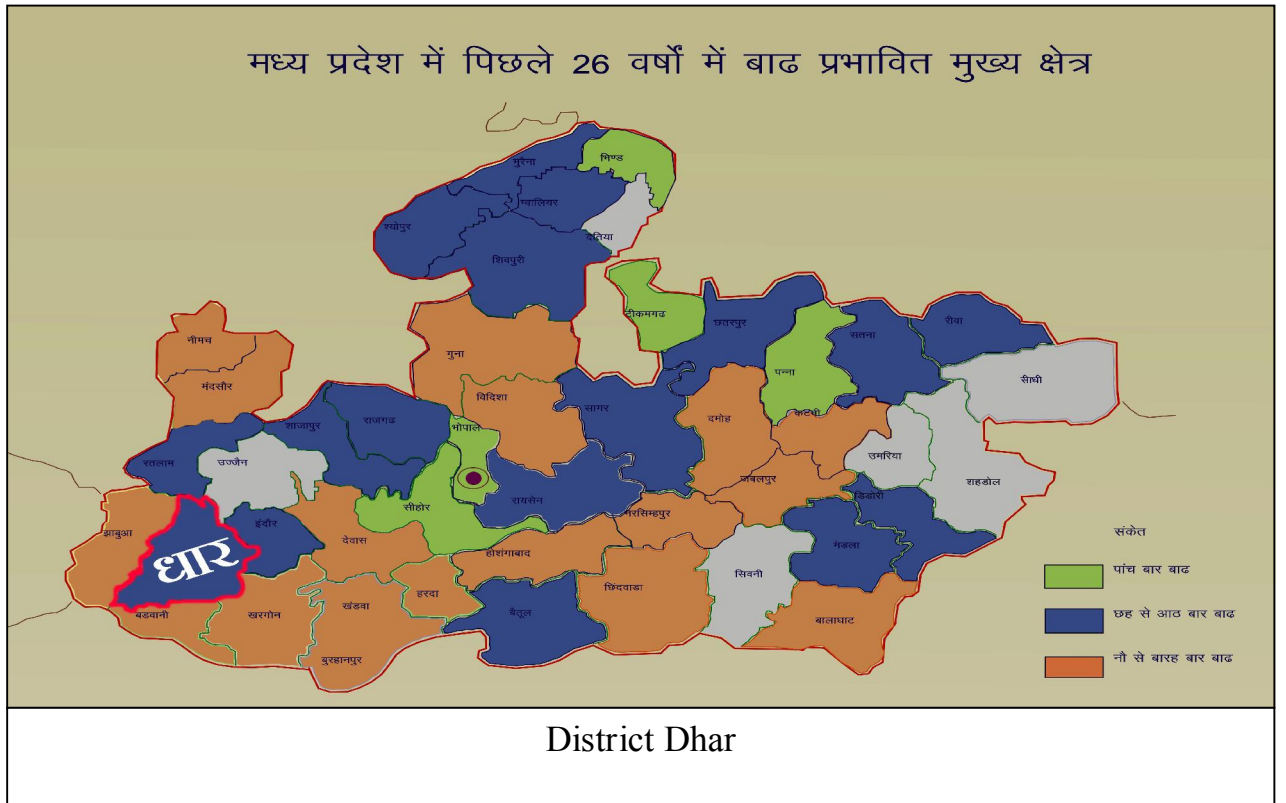 मध्य प्रदेश में पिछले 26 वर्षों में बाढ प्रभावित मुख्य क्षेत्र
भिण्ड
मुरैना
ग्वालियर
श्योपुर
दतिया
शिवपुरी
टीकमगढ
छतरपुर
रीवा
सतना
नीमच
गुना
सीधी
पन्ना
मंदसौर
विदिशा
सागर
दमोह
कटनी
शाजापुर
राजगढ
भोपाल
रतलाम
उज्जैन
उमरिया
जबलपुर
शहडोल
डिंडोरी
रायसेन
सीहोर
नरसिम्हपुर
इंदौर
झाबुआ
देवास
धार
मंडला
होशंगाबाद
सिवनी
छिंदवाडा
हरदा
खंडवा
बडवानी
खरगोन
बैतूल
बालाघाट
बुरहानपुर
संकेत
पांच बार बाढ
छह से आठ बार बाढ
नौ से बारह बार बाढ
District Dhar